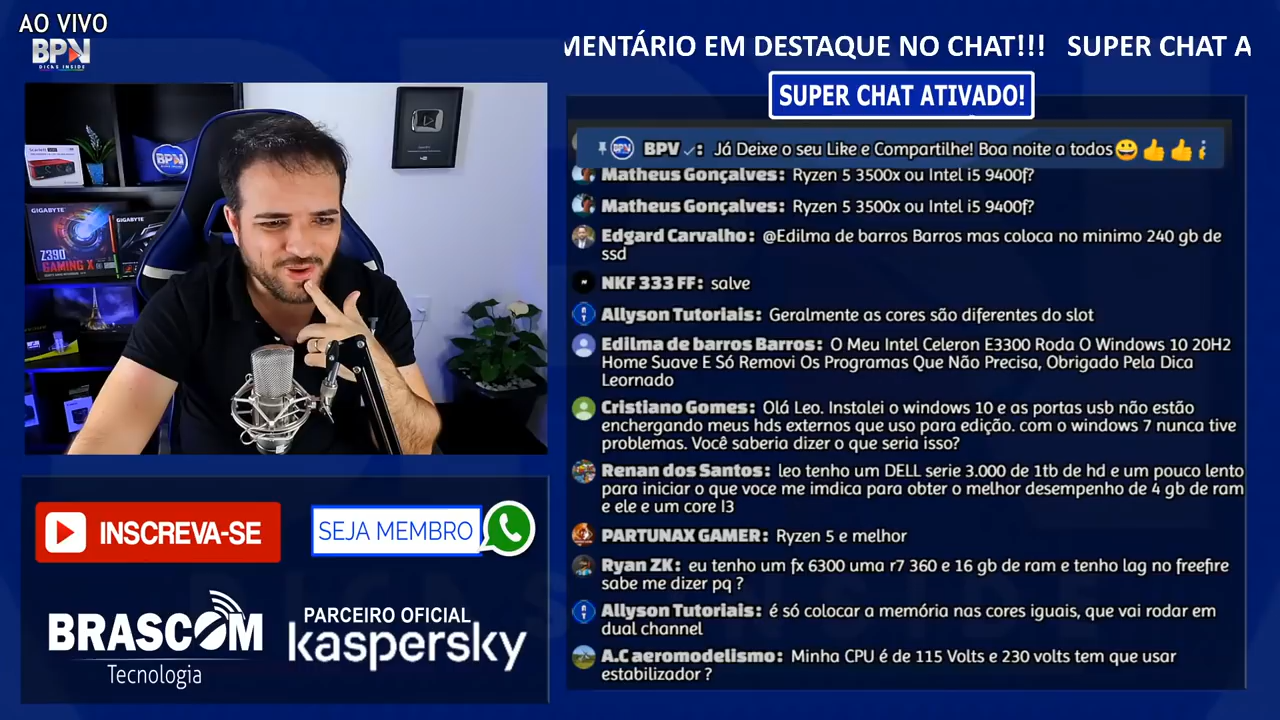 AO VIVO
BPV
DICAS INSIDE
MENTÁRIO EM DESTAQUE NO CHAT!!! SUPER CHAT A
SUPER CHAT ATIVADO!
BPV
GIGABYTE
Z390
GAMING X
BPV : Já Deixe o seu Like e Compartilhe! Boa noite a todos😀👍👍
Matheus Gonçalves: Ryzen 5 3500x ou Intel i5 9400f?
Matheus Gonçalves: Ryzen 5 3500x ou Intel i5 9400f?
Edgard Carvalho: @Edilma de barros Barros mas coloca no minimo 240 gb de
ssd
NKF 333 FF: salve
Allyson Tutoriais: Geralmente as cores são diferentes do slot
Edilma de barros Barros: O Meu Intel Celeron E3300 Roda O Windows 10 20H2
Home Suave E Só Removi Os Programas Que Não Precisa, Obrigado Pela Dica
Leornado
Cristiano Gomes: Olá Leo. Instalei o windows 10 e as portas usb não estão
enchergando meus hds externos que uso para edição. com o windows 7 nunca tive
problemas. Você saberia dizer o que seria isso?
Renan dos Santos: leo tenho um DELL serie 3.000 de 1tb de hd e um pouco lento
para iniciar o que voce me imdica para obter o melhor desempenho de 4 gb de ram
e ele e um core I3
PARTUNAX GAMER: Ryzen 5 e melhor
Ryan ZK: eu tenho um fx 6300 uma r7 360 e 16 gb de ram e tenho lag no freefire
sabe me dizer pq ?
Allyson Tutoriais: é só colocar a memória nas cores iguais, que vai rodar em
dual channel
A.C aeromodelismo: Minha CPU é de 115 Volts e 230 volts tem que usar
estabilizador ?
INSCREVA-SE
SEJA MEMBRO
BRASCOM
Tecnologia
PARCEIRO OFICIAL
kaspersky